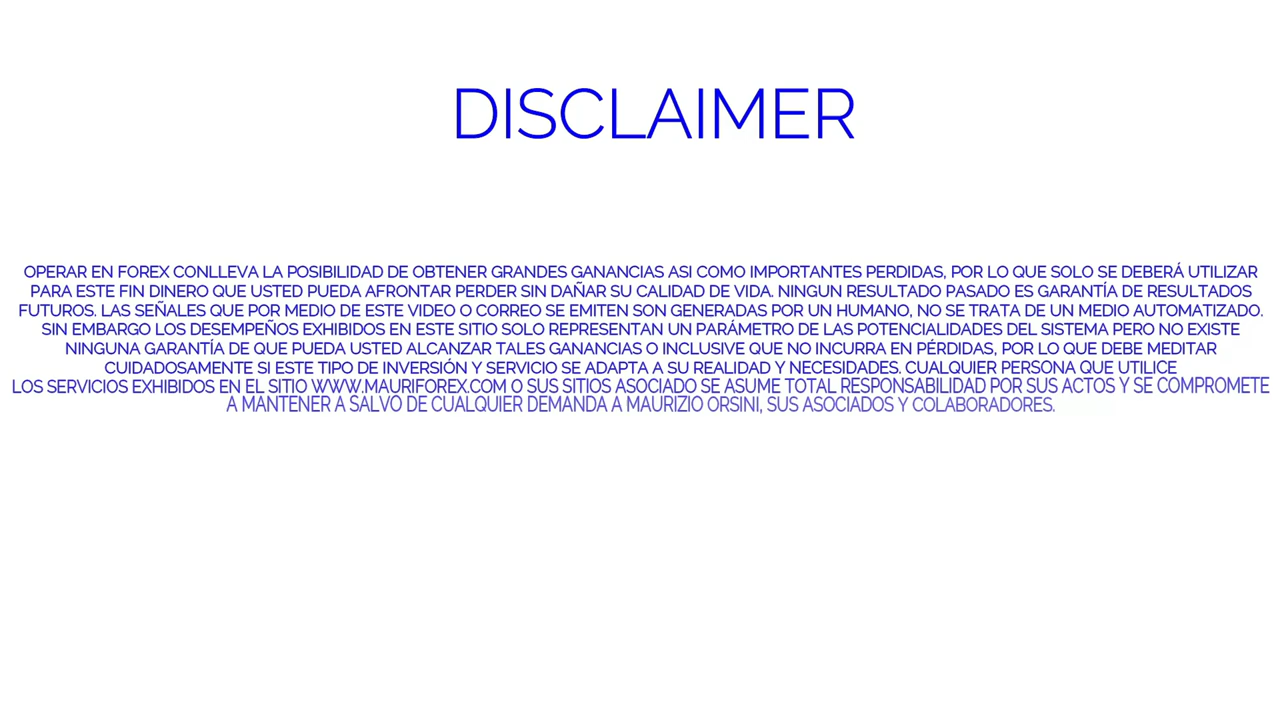 DISCLAIMER
OPERAR EN FOREX CONLLEVA LA POSIBILIDAD DE OBTENER GRANDES GANANCIAS ASI COMO IMPORTANTES PERDIDAS, POR LO QUE SOLO SE DEBERÁ UTILIZAR
PARA ESTE FIN DINERO QUE USTED PUEDA AFRONTAR PERDER SIN DAÑAR SU CALIDAD DE VIDA. NINGUN RESULTADO PASADO ES GARANTÍA DE RESULTADOS
FUTUROS. LAS SEÑALES QUE POR MEDIO DE ESTE VIDEO O CORREO SE EMITEN SON GENERADAS POR UN HUMANO, NO SE TRATA DE UN MEDIO AUTOMATIZADO.
SIN EMBARGO LOS DESEMPEÑOS EXHIBIDOS EN ESTE SITIO SOLO REPRESENTAN UN PARÁMETRO DE LAS POTENCIALIDADES DEL SISTEMA PERO NO EXISTE
NINGUNA GARANTÍA DE QUE PUEDA USTED ALCANZAR TALES GANANCIAS O INCLUSIVE QUE NO INCURRA EN PÉRDIDAS, POR LO QUE DEBE MEDITAR
CUIDADOSAMENTE SI ESTE TIPO DE INVERSIÓN Y SERVICIO SE ADAPTA A SU REALIDAD Y NECESIDADES. CUALQUIER PERSONA QUE UTILICE
LOS SERVICIOS EXHIBIDOS EN EL SITIO WWW.MAURIFOREX.COM O SUS SITIOS ASOCIADO SE ASUME TOTAL RESPONSABILIDAD POR SUS ACTOS Y SE COMPROMETE
A MANTENER A SALVO DE CUALQUIER DEMANDA A MAURIZIO ORSINI, SUS ASOCIADOS Y COLABORADORES.